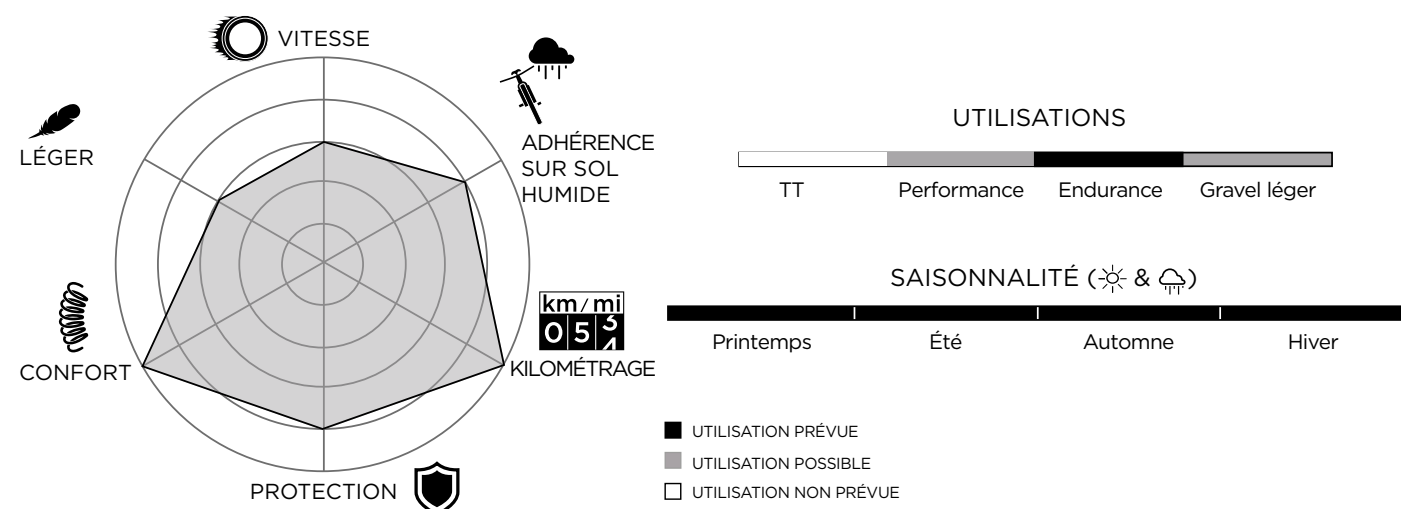 VITESSE
ADHÉRENCE
SUR SOL
HUMIDE
LÉGER
CONFORT
km/mi
05
KILOMÉTRAGE
PROTECTION
UTILISATIONS
TT Performance Endurance Gravel léger
SAISONNALITÉ ( & )
Printemps Été Automne Hiver
UTILISATION PRÉVUE
UTILISATION POSSIBLE
UTILISATION NON PRÉVUE